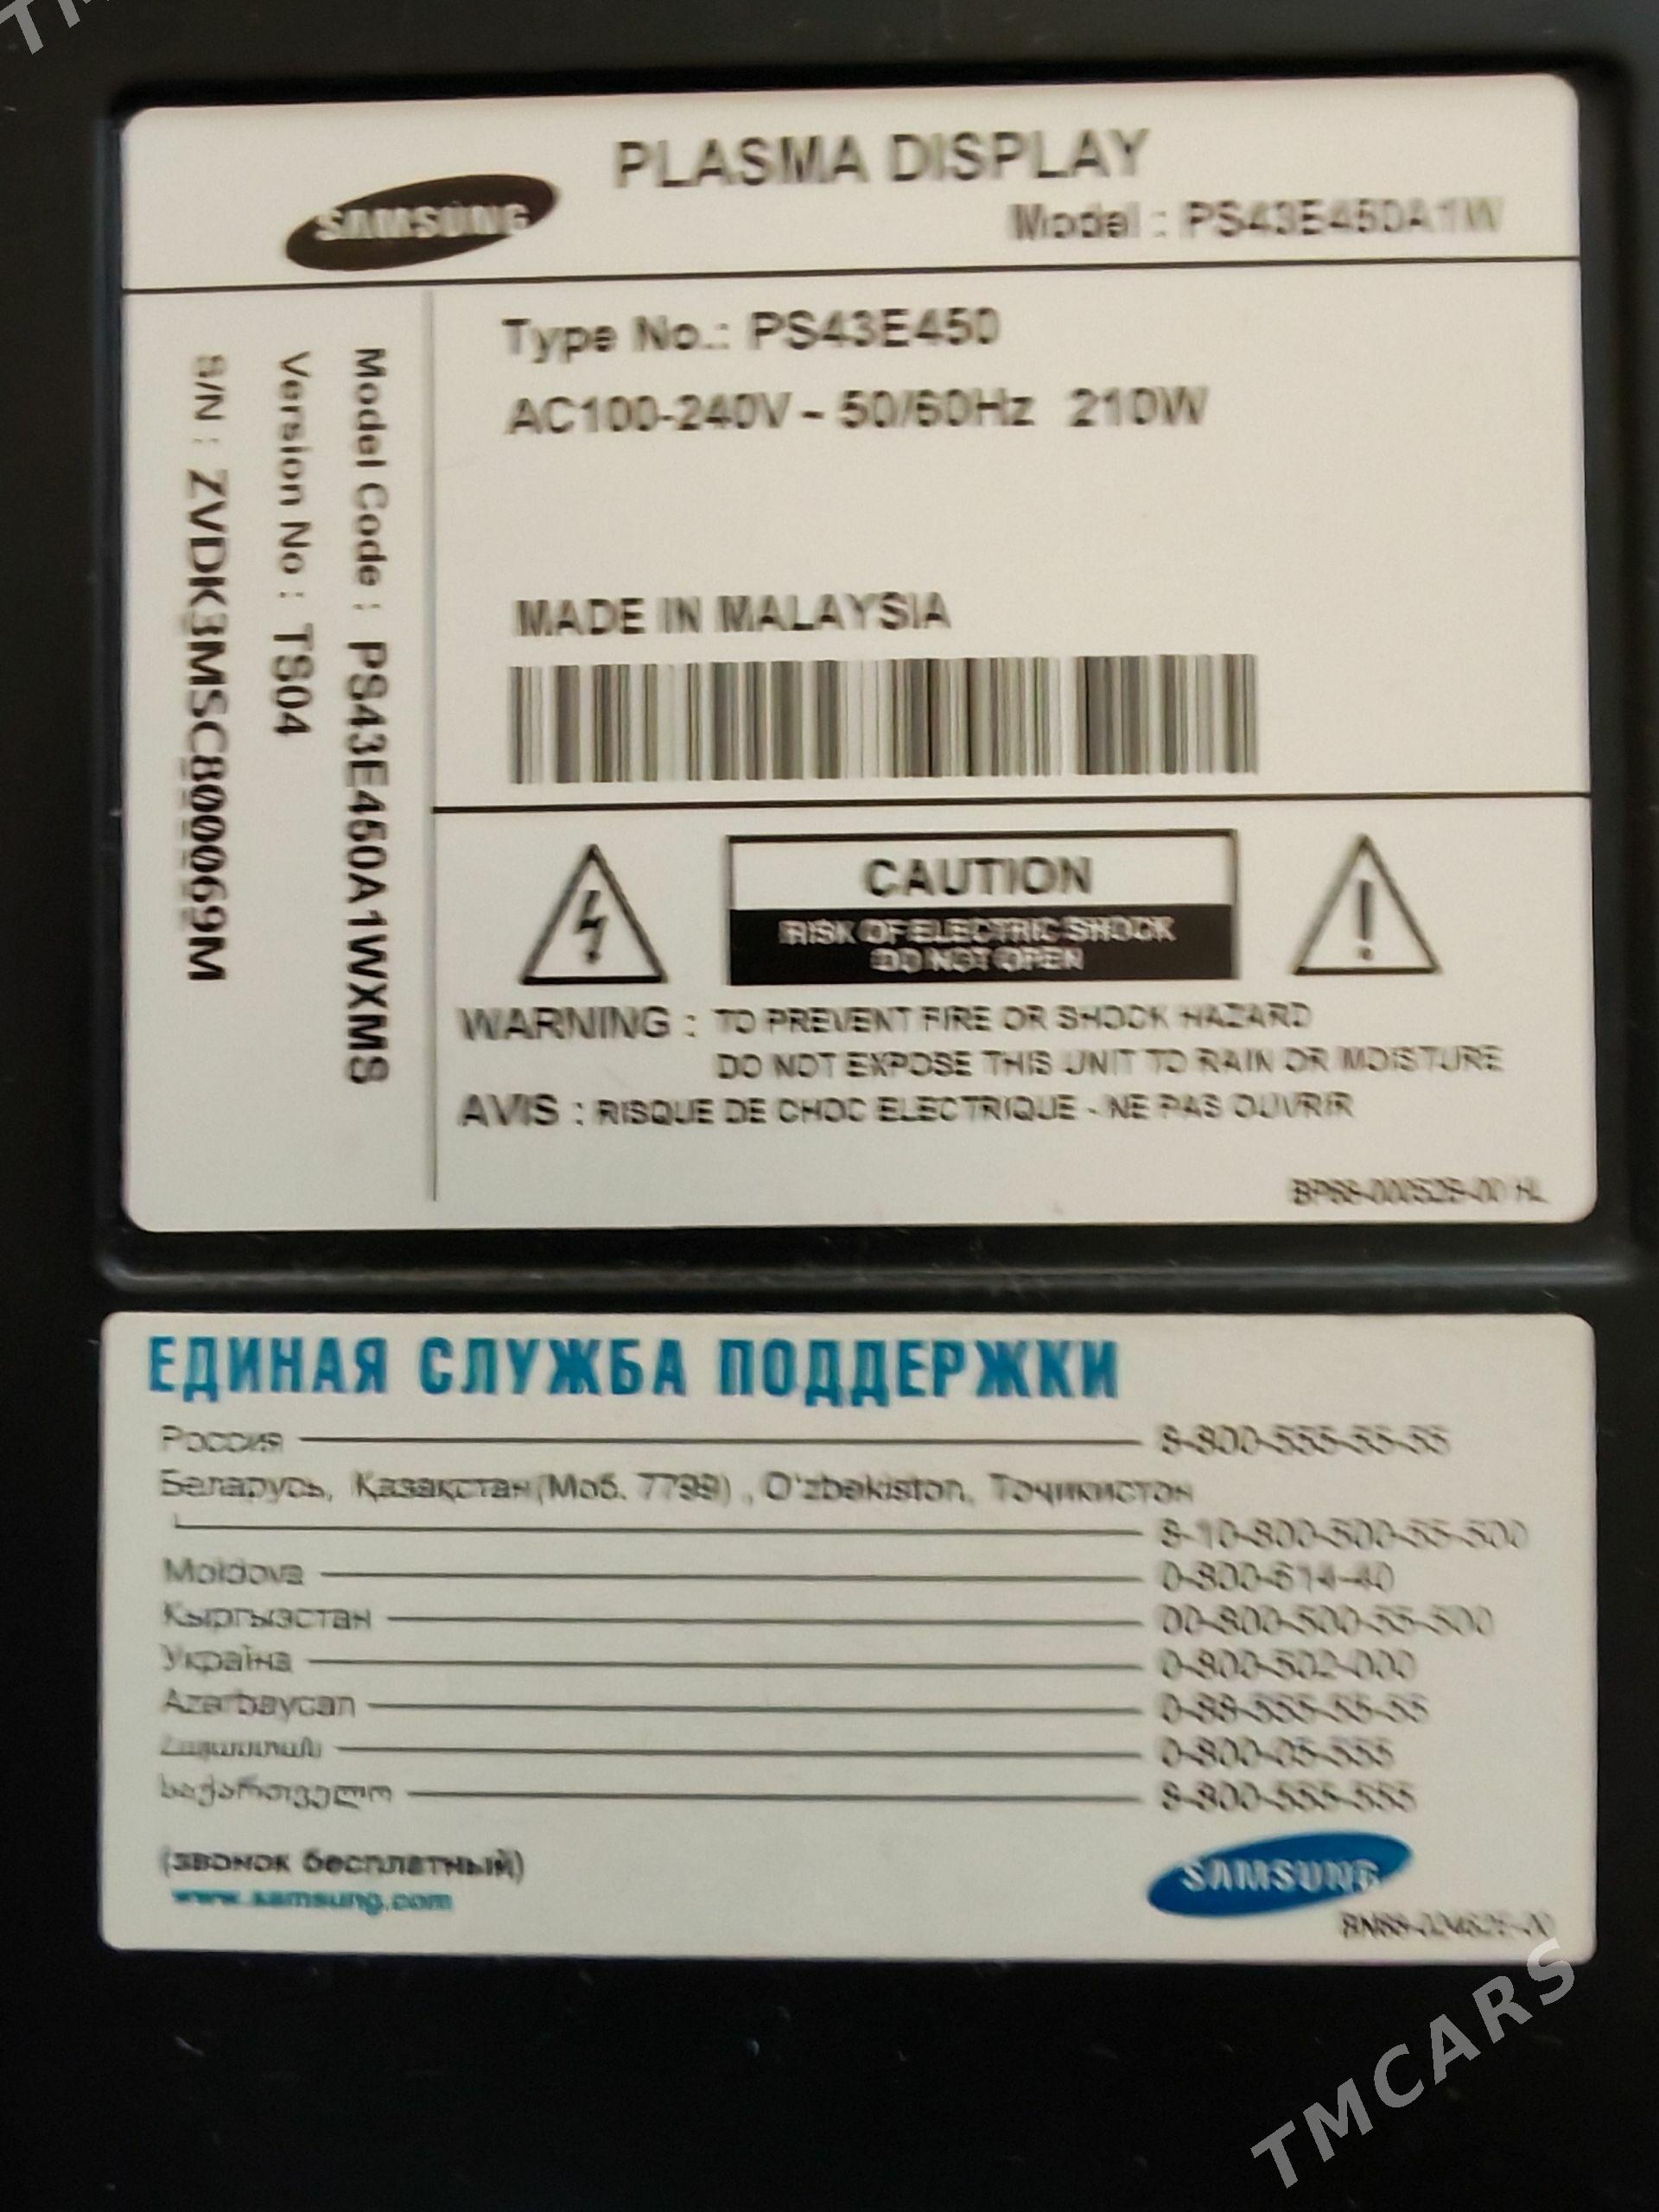 SAMSUNG
PLASMA DISPLAY
Model : PS43E450A1W
Model Code : PS43E450A1WXMS
Version No : TS04
S/N : ZVDK3MSC800069M
Type No.: PS43E450
AC100-240V ~ 50/60Hz 210W
MADE IN MALAYSIA
CAUTION
RISK OF ELECTRIC SHOCK
DO NOT OPEN
WARNING : TO PREVENT FIRE OR SHOCK HAZARD
DO NOT EXPOSE THIS UNIT TO RAIN OR MOISTURE
AVIS : RISQUE DE CHOC ELECTRIQUE - NE PAS OUVRIR
ЕДИНАЯ СЛУЖБА ПОДДЕРЖКИ
Россия 8-800-555-55-55
Беларусь, Қазақстан(Моб. 7799) , O'zbekiston, Тоҷикистон
8-10-800-500-55-500
Moldova 0-800-614-40
Кыргызстан 00-800-500-55-500
Україна 0-800-502-000
Azərbaycan 0-88-555-55-55
Հայաստան 0-800-05-555
საქართველო 8-800-555-555
(звонок бесплатный)
www.samsung.com
SAMSUNG
TMCARS